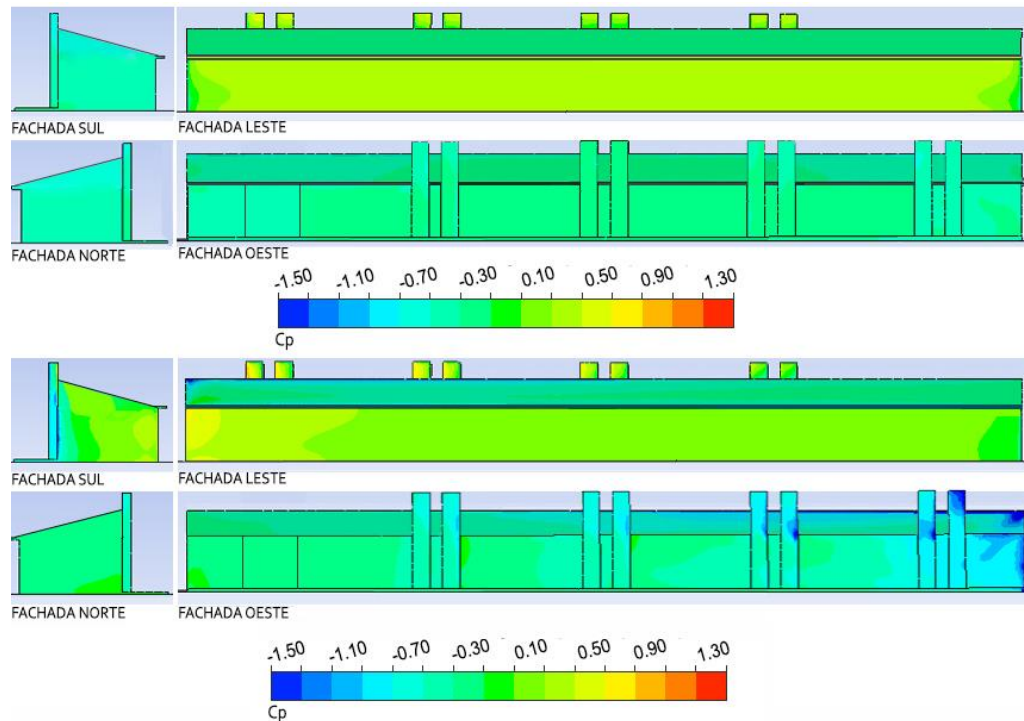 FACHADA SUL FACHADA LESTE
FACHADA NORTE FACHADA OESTE
-1.50 -1.10 -0.70 -0.30 0.10 0.50 0.90 1.30
Cp
FACHADA SUL FACHADA LESTE
FACHADA NORTE FACHADA OESTE
-1.50 -1.10 -0.70 -0.30 0.10 0.50 0.90 1.30
Cp